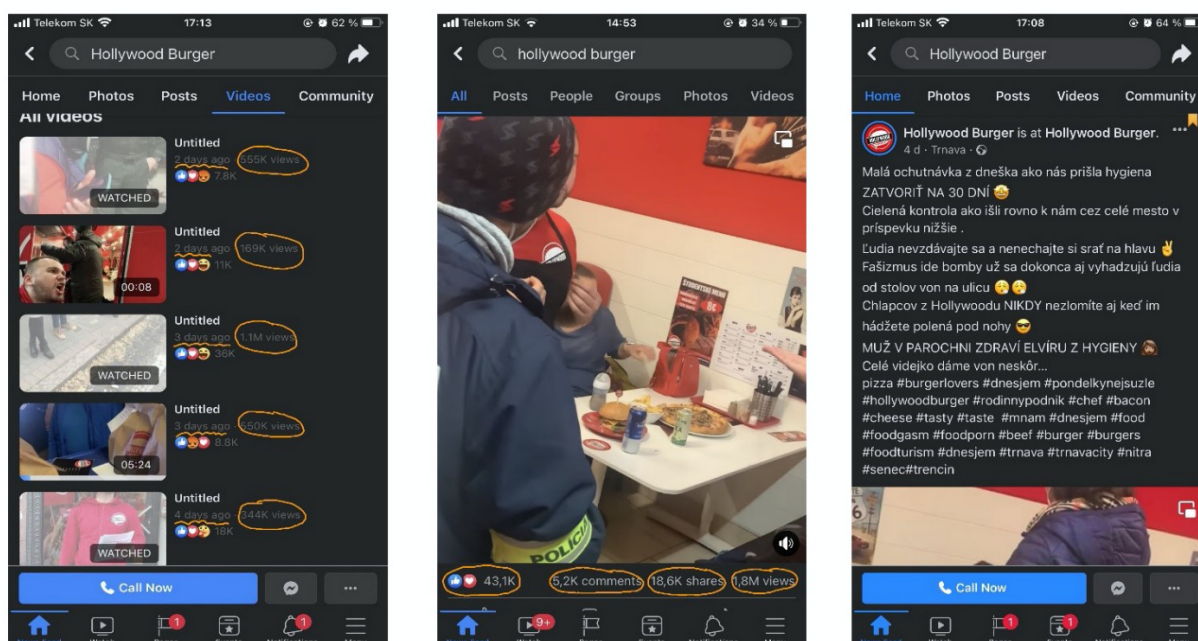 Telekom SK
17:13
62 %
Hollywood Burger
Home Photos Posts Videos Community
All videos
Untitled
2 days ago · 555K views
7.8K
WATCHED
Untitled
2 days ago · 169K views
11K
00:08
Untitled
3 days ago · 1.1M views
36K
WATCHED
Untitled
3 days ago · 550K views
8.8K
05:24
Untitled
4 days ago · 344K views
18K
WATCHED
Call Now
1
1
Telekom SK
14:53
34 %
hollywood burger
All Posts People Groups Photos Videos
ŠTUDENTSKÉ MENU
POLÍCIA
43,1K 5,2K comments 18,6K shares 1,8M views
9+
Telekom SK
17:08
64 %
Hollywood Burger
Home Photos Posts Videos Community
Hollywood Burger is at Hollywood Burger.
4 d · Trnava ·
Malá ochutnávka z dneška ako nás prišla hygiena
ZATVORIŤ NA 30 DNÍ 🤩
Cielená kontrola ako išli rovno k nám cez celé mesto v
príspevku nižšie .
Ľudia nevzdávajte sa a nenechajte si srať na hlavu ✌
Fašizmus ide bomby už sa dokonca aj vyhadzujú ľudia
od stolov von na ulicu 😥😥
Chlapcov z Hollywoodu NIKDY nezlomíte aj keď im
hádžete polená pod nohy 😎
MUŽ V PAROCHNI ZDRAVÍ ELVÍRU Z HYGIENY
Celé videjko dáme von neskôr...
pizza #burgerlovers #dnesjem #pondelkynejsuzle
#hollywoodburger #rodinnypodnik #chef #bacon
#cheese #tasty #taste #mnam #dnesjem #food
#foodgasm #foodporn #beef #burger #burgers
#foodturism #dnesjem #trnava #trnavacity #nitra
#senec#trencin
6
Call Now
1
1